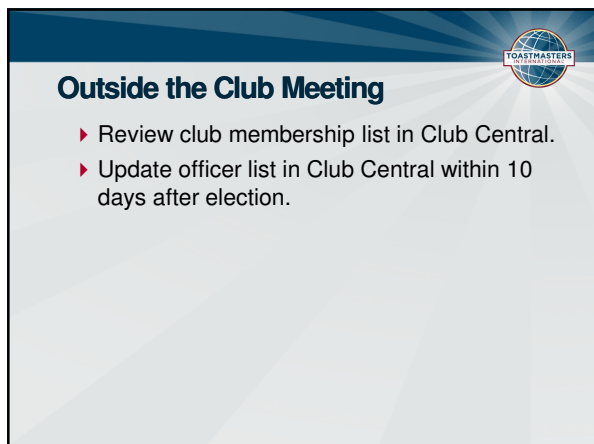 TOASTMASTERS
INTERNATIONAL
Outside the Club Meeting
Review club membership list in Club Central.
Update officer list in Club Central within 10
days after election.